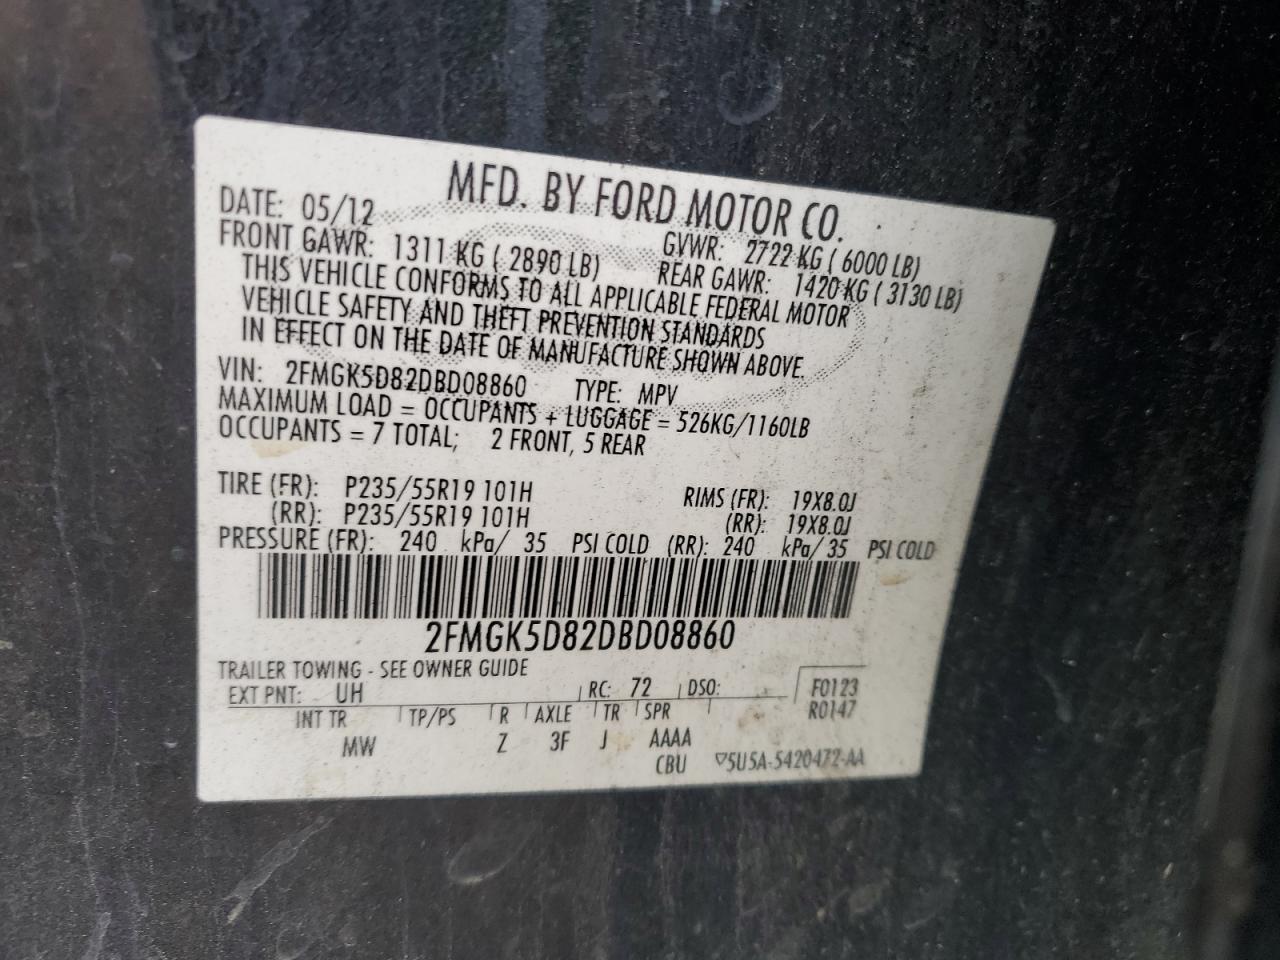 MFD. BY FORD MOTOR CO.
DATE: 05/12 GVWR: 2722 KG ( 6000 LB)
FRONT GAWR: 1311 KG ( 2890 LB) REAR GAWR: 1420 KG ( 3130 LB)
THIS VEHICLE CONFORMS TO ALL APPLICABLE FEDERAL MOTOR
VEHICLE SAFETY AND THEFT PREVENTION STANDARDS
IN EFFECT ON THE DATE OF MANUFACTURE SHOWN ABOVE.
VIN: 2FMGK5D82DBD08860 TYPE: MPV
MAXIMUM LOAD = OCCUPANTS + LUGGAGE = 526KG/1160LB
OCCUPANTS = 7 TOTAL; 2 FRONT, 5 REAR
TIRE (FR): P235/55R19 101H RIMS (FR): 19X8.0J
(RR): P235/55R19 101H (RR): 19X8.0J
PRESSURE (FR): 240 kPa/ 35 PSI COLD (RR): 240 kPa/ 35 PSI COLD
2FMGK5D82DBD08860
TRAILER TOWING - SEE OWNER GUIDE
EXT PNT: UH RC: 72 DSO: F0123
INT TR TP/PS R AXLE TR SPR R0147
MW Z 3F J AAAA
CBU ▽5U5A-5420472-AA